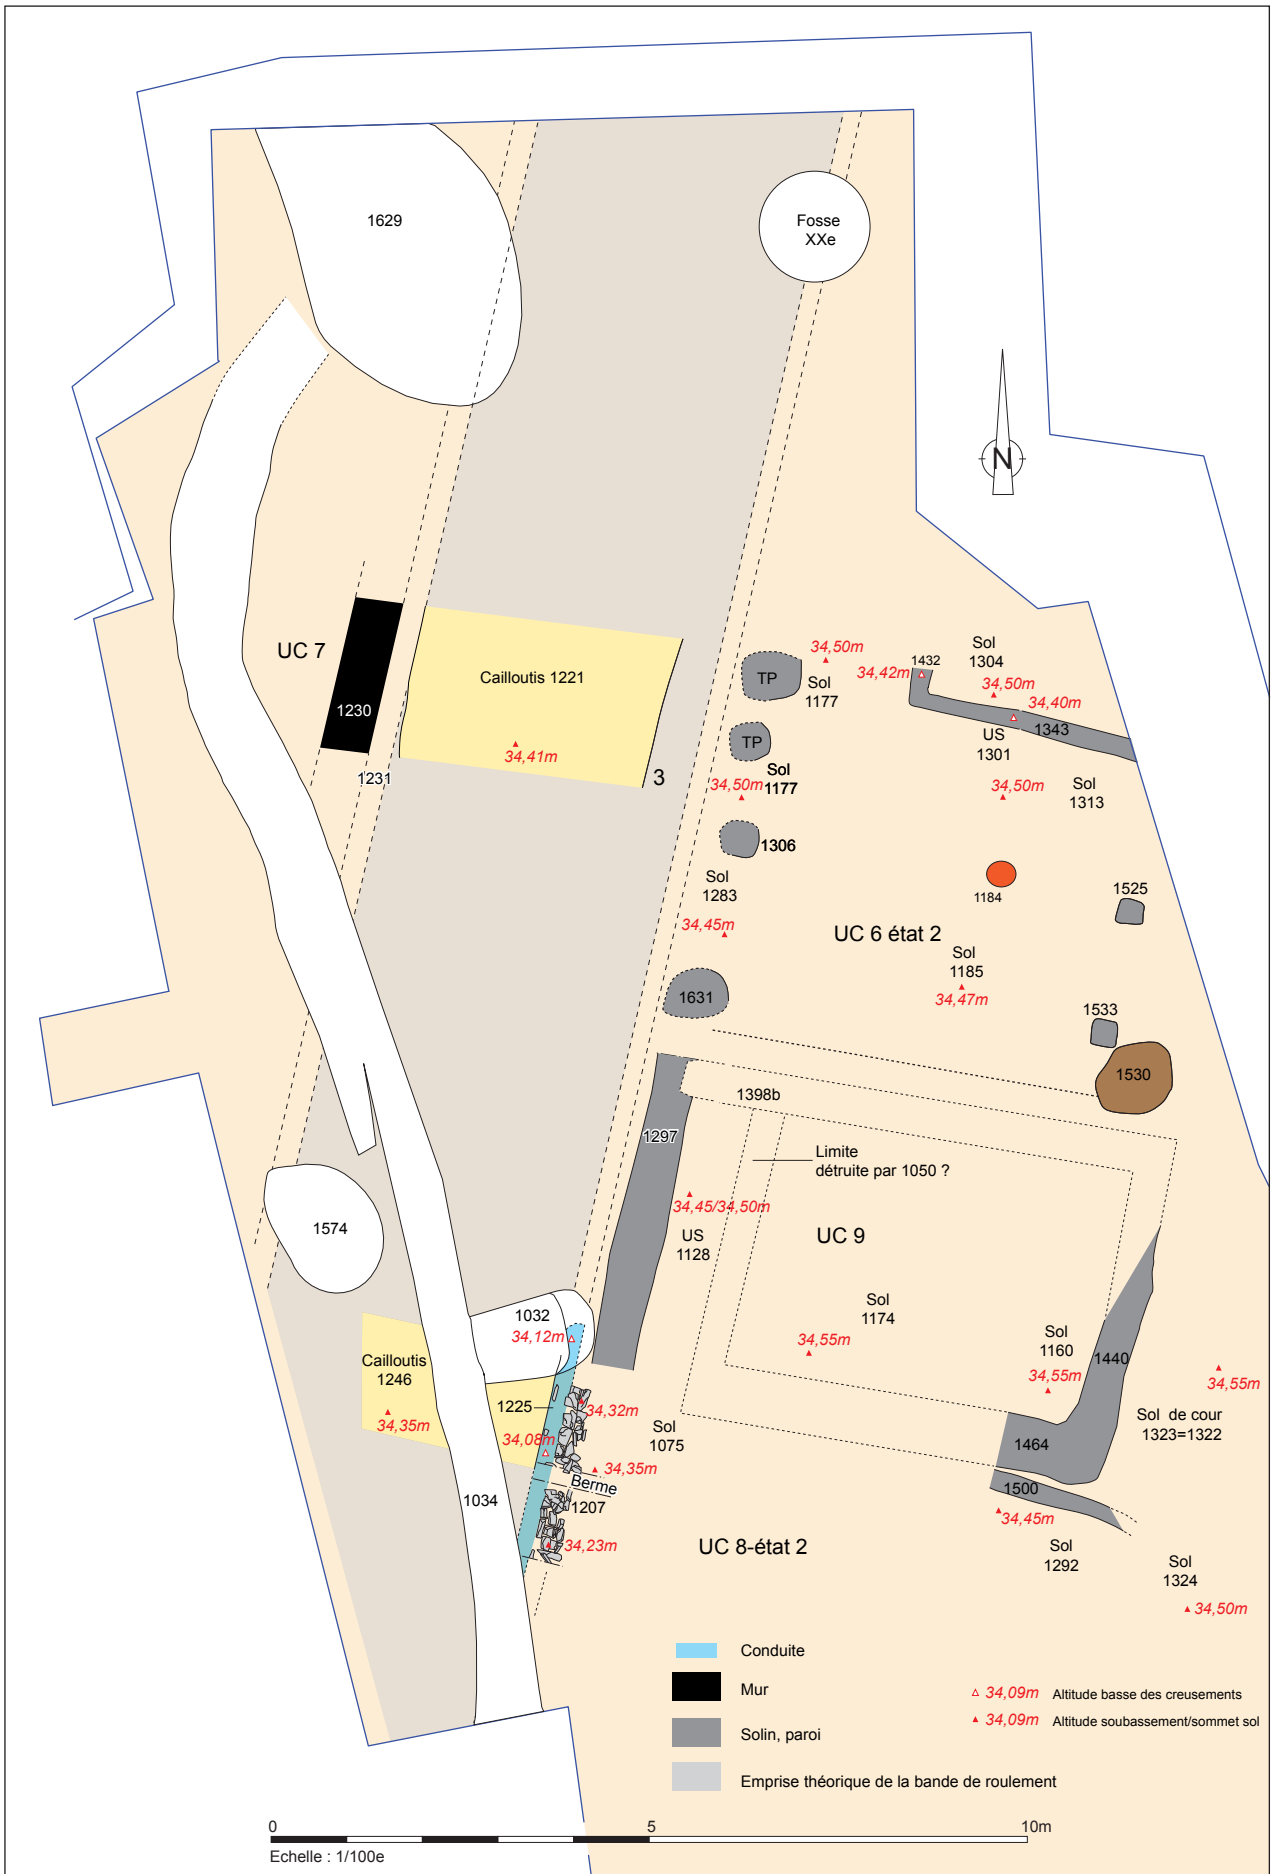 1629
Fosse
XXe
N
UC 7
1230
1231
Cailloutis 1221
34,41m
3
TP
34,50m
Sol
1177
34,42m
1432
Sol
1304
34,50m
34,40m
1343
US
1301
TP
Sol
1177
34,50m
34,50m
Sol
1313
1306
Sol
1283
34,45m
1184
1525
UC 6 état 2
Sol
1185
34,47m
1631
1533
1530
1398b
1297
Limite
détruite par 1050 ?
34,45/34,50m
US
1128
UC 9
1574
Sol
1174
34,55m
Sol
1160
34,55m
1440
34,55m
Sol de cour
1323=1322
1032
34,12m
Cailloutis
1246
34,35m
1225
34,32m
34,08m
Sol
1075
34,35m
Berme
1207
1464
1500
34,45m
1034
34,23m
UC 8-état 2
Sol
1292
Sol
1324
34,50m
Conduite
Mur
Solin, paroi
Emprise théorique de la bande de roulement
34,09m Altitude basse des creusements
34,09m Altitude soubassement/sommet sol
0 5 10m
Echelle : 1/100e